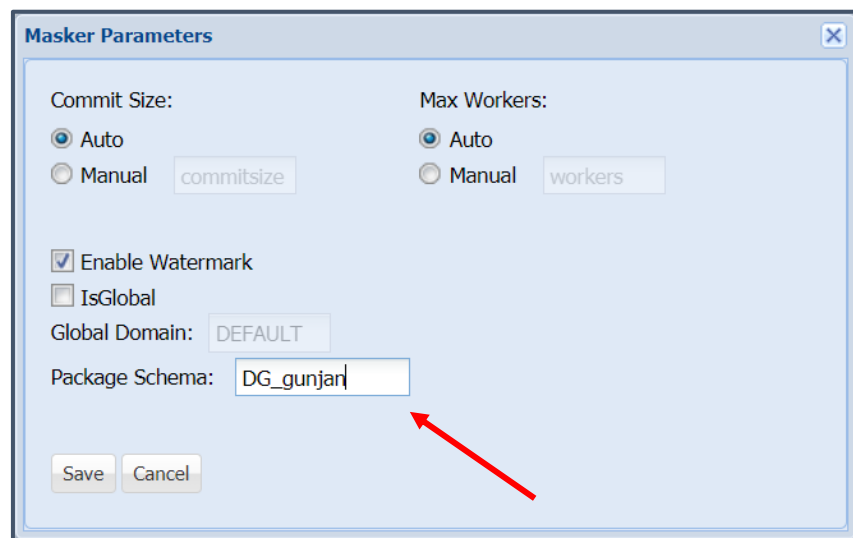 Masker Parameters
Commit Size:
Max Workers:
Auto
Auto
Manual commitsize
Manual workers
Enable Watermark
IsGlobal
Global Domain: DEFAULT
Package Schema: DG_gunjan
Save Cancel